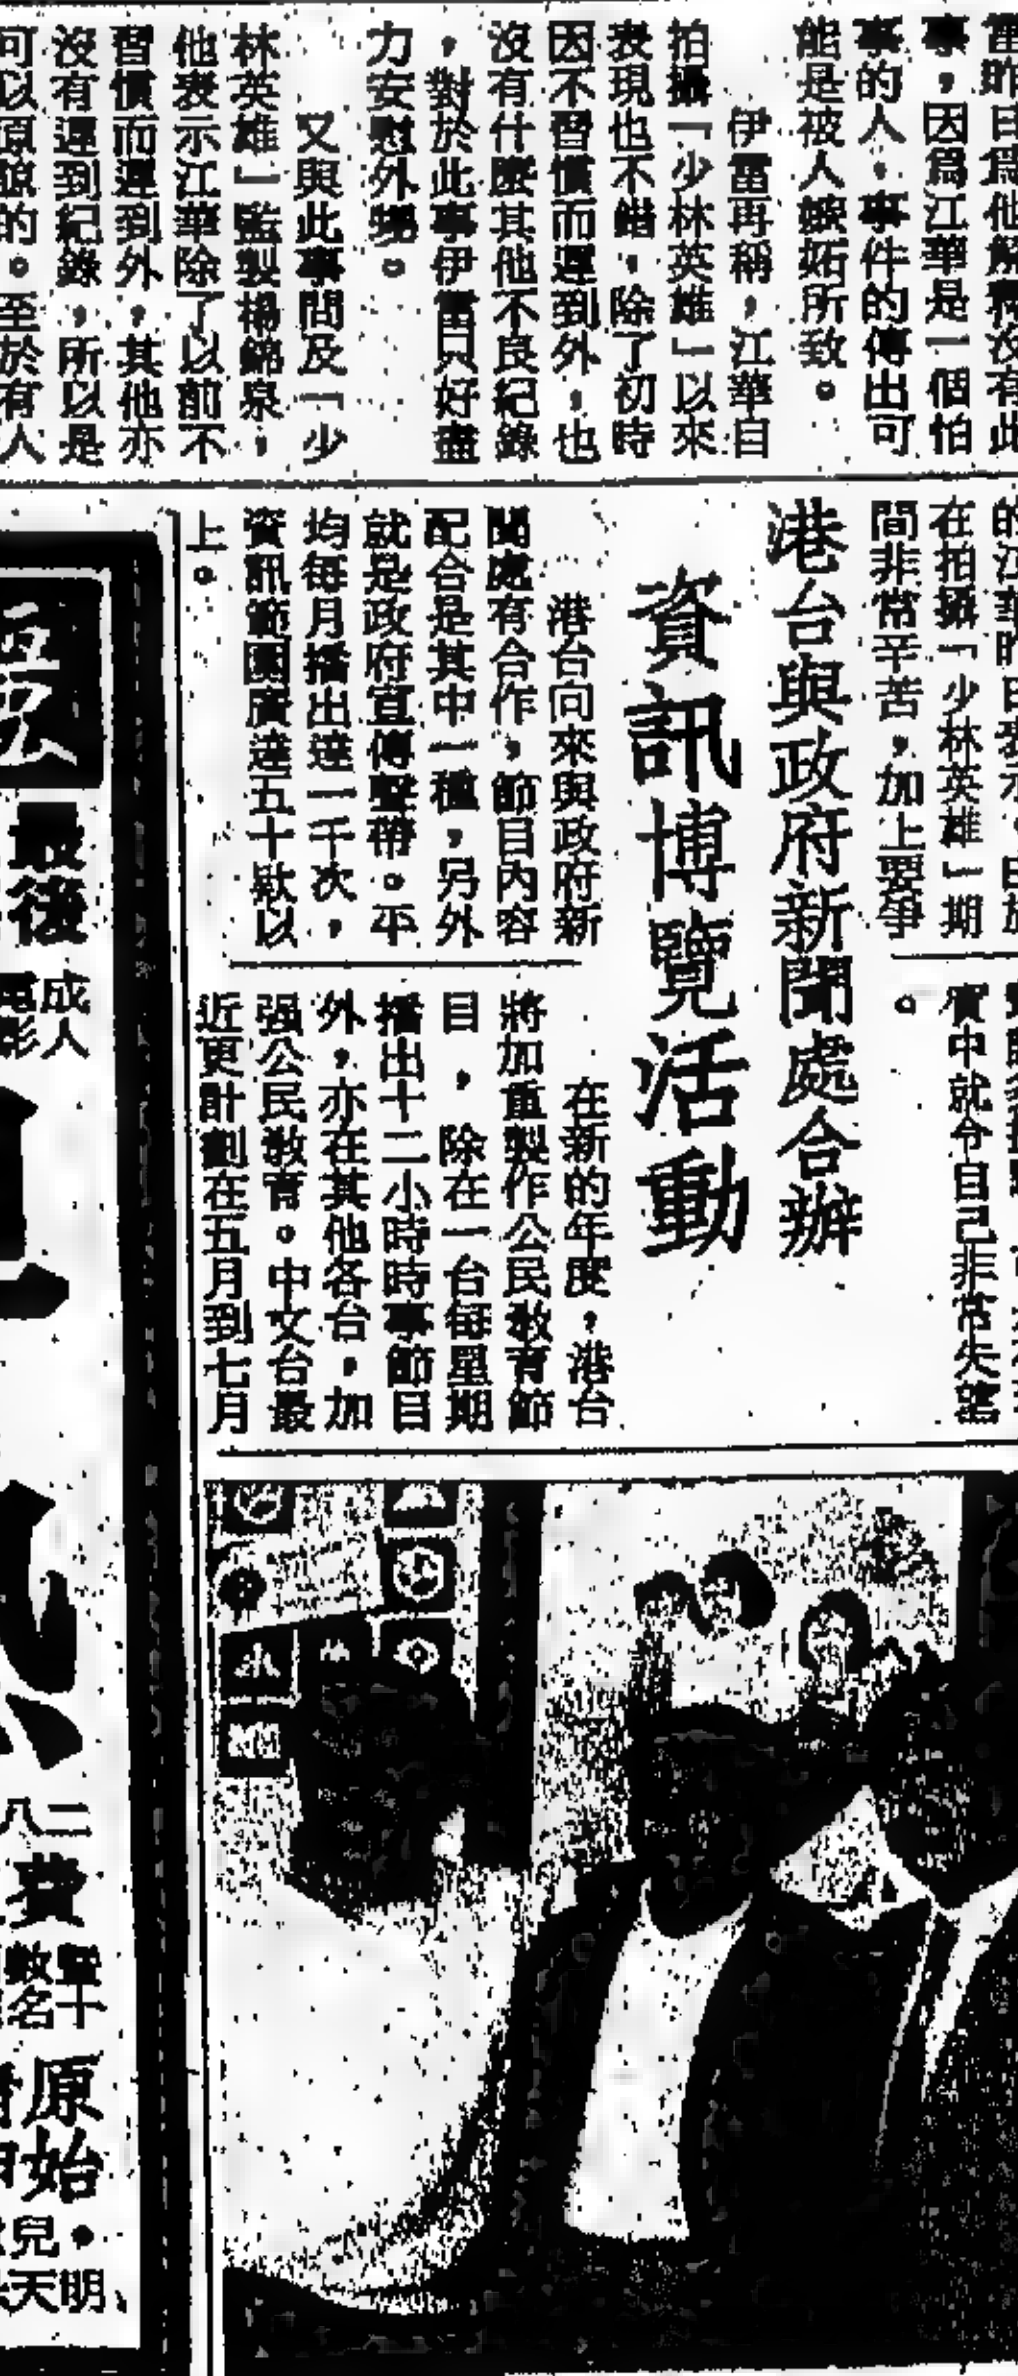 事，因爲江華是一個怕
事的人，事件的傳出可
能是被人嫉妬所致。
伊雷再稱，江華自
拍攝「少林英雄」以來
表現也不錯，除了初時
因不習慣而遲到外，也
沒有什麽其他不良紀錄
，對於此事伊雷只好盡
力安慰外甥。
又與此事問及「少
林英雄」監製楊錦泉，
他表示江華除了以前不
習慣而遲到外，其他亦
沒有遲到紀錄，所以是
可以原諒的。至於有人
在拍攝「少林英雄」期
間非常辛苦，加上要爭
實中就令自己非常失望
。
港台與政府新聞處合辦
資訊博覽活動
港台向來與政府新
聞處有合作，節目內容
配合是其中一種，另外
就是政府宣傳聲帶。平
均每月播出達一千次，
資訊範圍廣達五十欵以
上。
在新的年度，港台
將加重製作公民敎育節
目，除在一台每星期
播出十二小時時事節目
外，亦在其他各台，加
强公民敎育。中文台最
近更計劃在五月到七月
最後
成人
電影
原始
明天